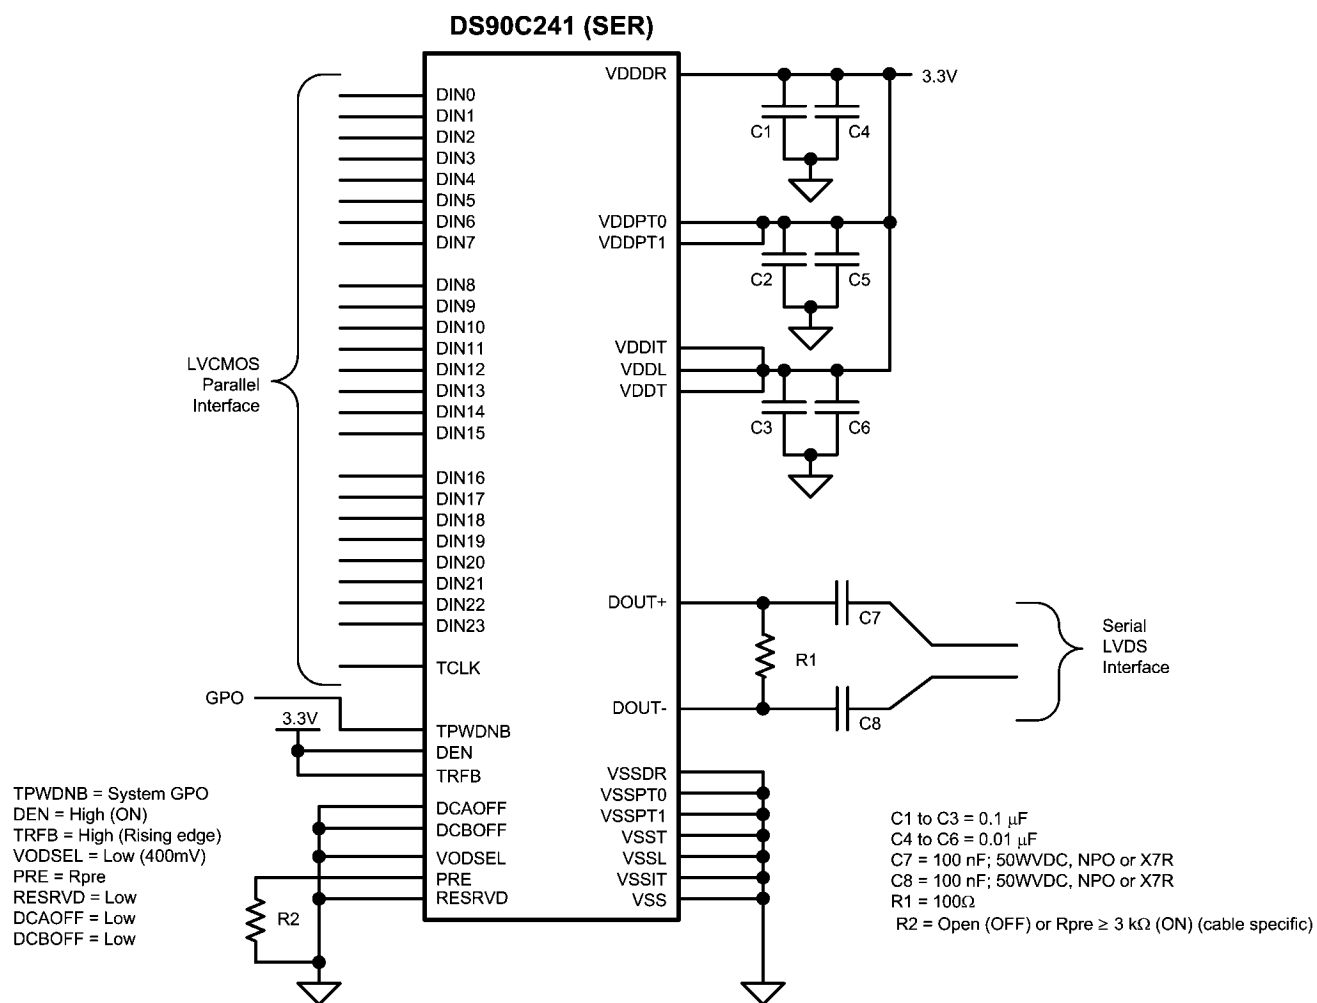 DS90C241 (SER)
VDDDR
3.3V
DIN0
DIN1
C1
C4
DIN2
DIN3
DIN4
DIN5
DIN6
VDDPT0
DIN7
VDDPT1
C2
C5
DIN8
DIN9
DIN10
DIN11
VDDIT
LVCMOS
Parallel
Interface
DIN12
VDDL
DIN13
VDDT
DIN14
DIN15
C3
C6
DIN16
DIN17
DIN18
DIN19
DIN20
DIN21
DIN22
DOUT+
C7
DIN23
Serial
LVDS
Interface
R1
TCLK
GPO
DOUT-
C8
3.3V
TPWDNB
DEN
TRFB
VSSDR
VSSPT0
DCAOFF
VSSPT1
DCBOFF
VSST
VODSEL
VSSL
PRE
VSSIT
RESRVD
VSS
R2
TPWDNB = System GPO
DEN = High (ON)
TRFB = High (Rising edge)
VODSEL = Low (400mV)
PRE = Rpre
RESRVD = Low
DCAOFF = Low
DCBOFF = Low
C1 to C3 = 0.1 μF
C4 to C6 = 0.01 μF
C7 = 100 nF; 50WVDC, NPO or X7R
C8 = 100 nF; 50WVDC, NPO or X7R
R1 = 100Ω
R2 = Open (OFF) or Rpre ≥ 3 kΩ (ON) (cable specific)